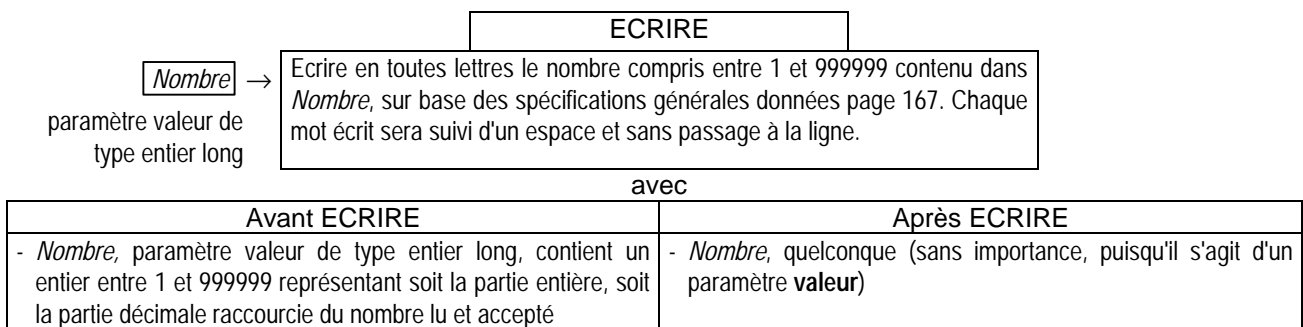 ECRIRE
Nombre →
paramètre valeur de
type entier long
Ecrire en toutes lettres le nombre compris entre 1 et 999999 contenu dans
Nombre, sur base des spécifications générales données page 167. Chaque
mot écrit sera suivi d'un espace et sans passage à la ligne.
avec
Avant ECRIRE
- Nombre, paramètre valeur de type entier long, contient un
entier entre 1 et 999999 représentant soit la partie entière, soit
la partie décimale raccourcie du nombre lu et accepté
Après ECRIRE
- Nombre, quelconque (sans importance, puisqu'il s'agit d'un
paramètre valeur)